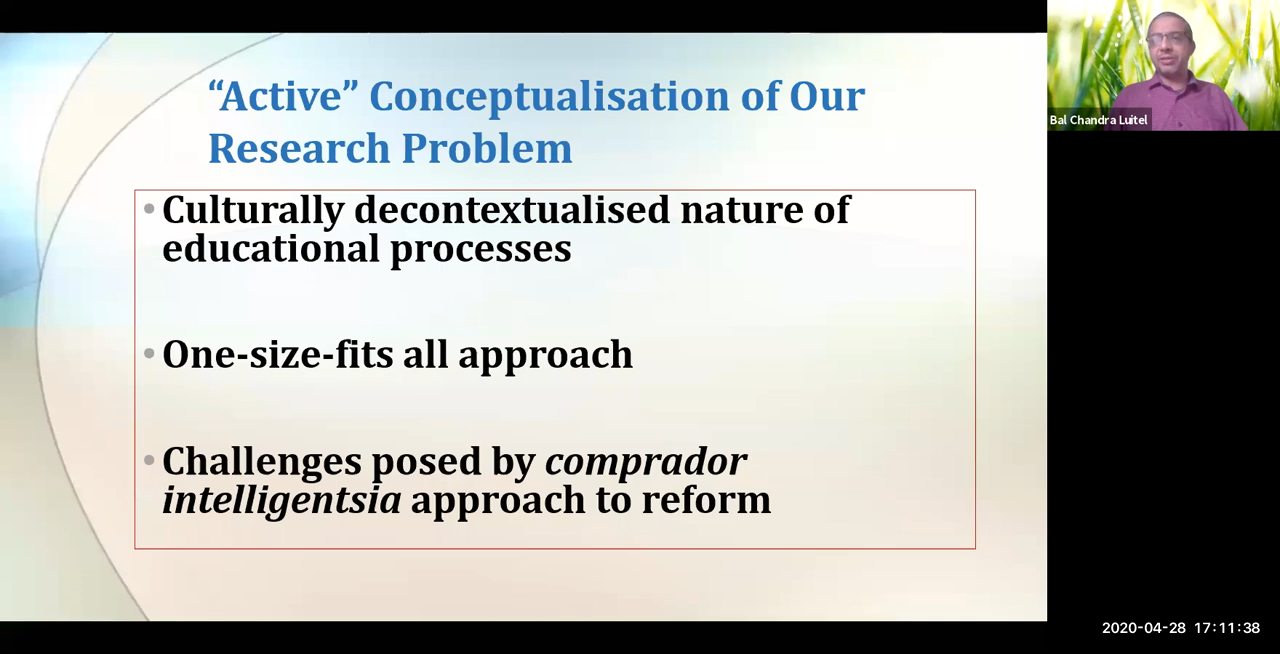 “Active” Conceptualisation of Our
Research Problem
• Culturally decontextualised nature of
educational processes
• One-size-fits all approach
• Challenges posed by comprador
intelligentsia approach to reform
Bal Chandra Luitel
2020-04-28 17:11:38